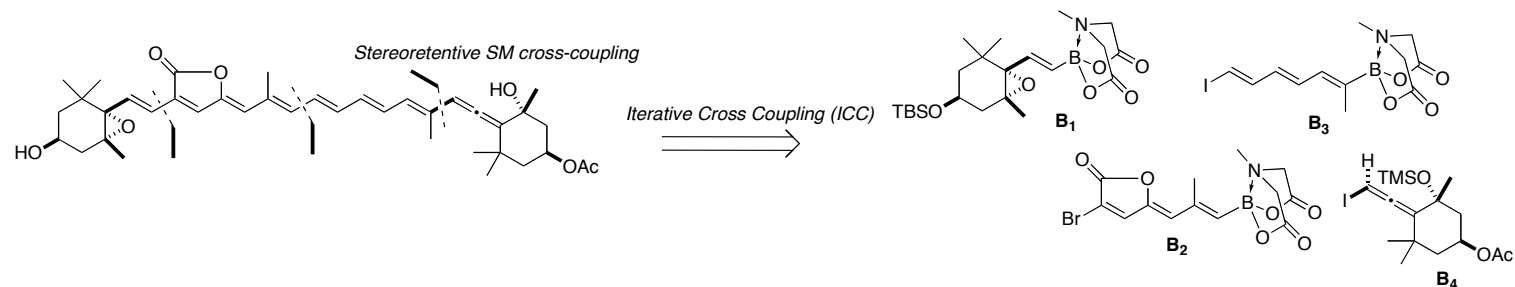 Stereoretentive SM cross-coupling
O
O
HO
O
HO
OAc
Iterative Cross Coupling (ICC)
N
B
O
O
O
O
O
TBSO
B1
I
N
B
O
O
O
O
B3
O
O
Br
N
B
O
O
O
O
B2
H
I
TMSO
OAc
B4